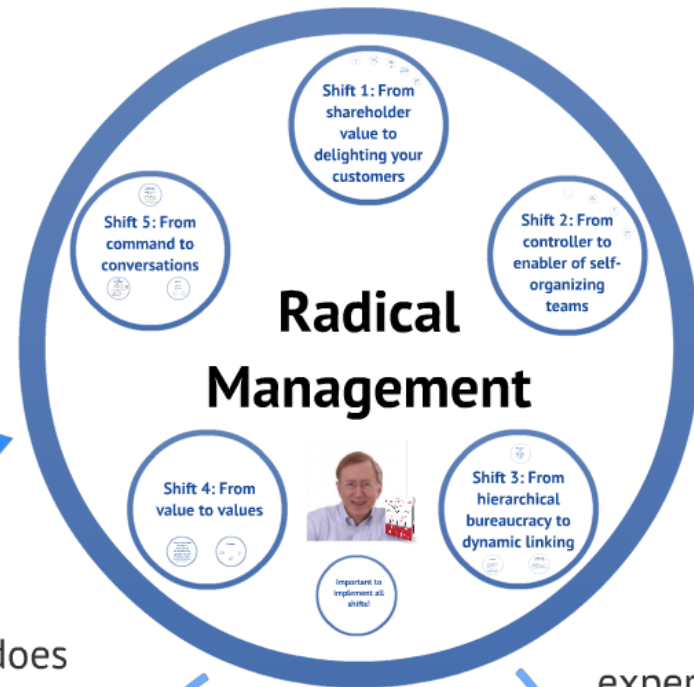 Shift 1: From
shareholder
value to
delighting your
customers
Shift 5: From
command to
conversations
Shift 2: From
controller to
enabler of self-
organizing
teams
Radical
Management
Shift 4: From
value to values
Shift 3: From
hierarchical
bureaucracy to
dynamic linking
Important to
implement all
shifts!
does